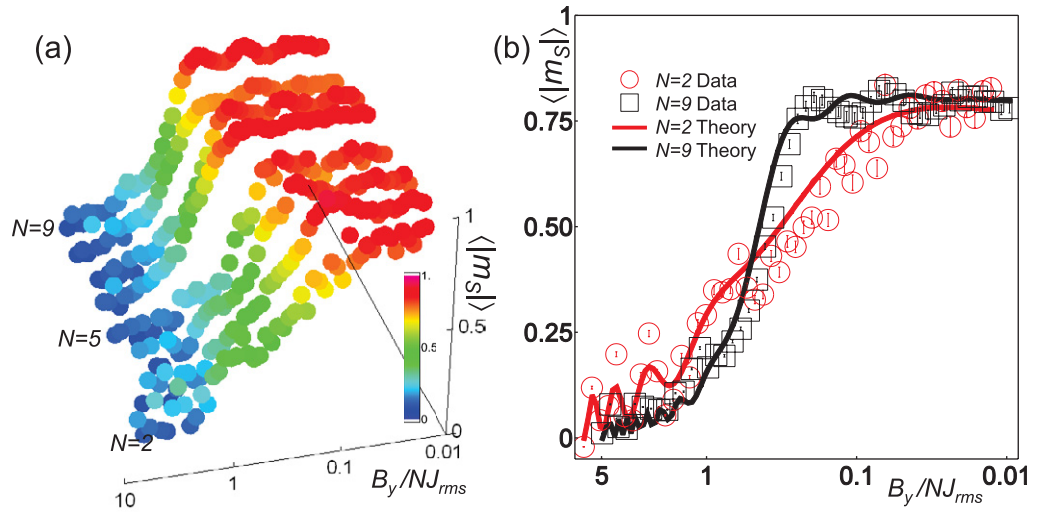 (a)
N=9
N=5
N=2
10
1
0.1
0.01
B_y/NJ_rms
⟨|m_S|⟩
1
0.5
0
1.
0.5
0
(b)
⟨|m_S|⟩
1
0.75
0.50
0.25
0
N=2 Data
N=9 Data
N=2 Theory
N=9 Theory
5
1
0.1
0.01
B_y/NJ_rms